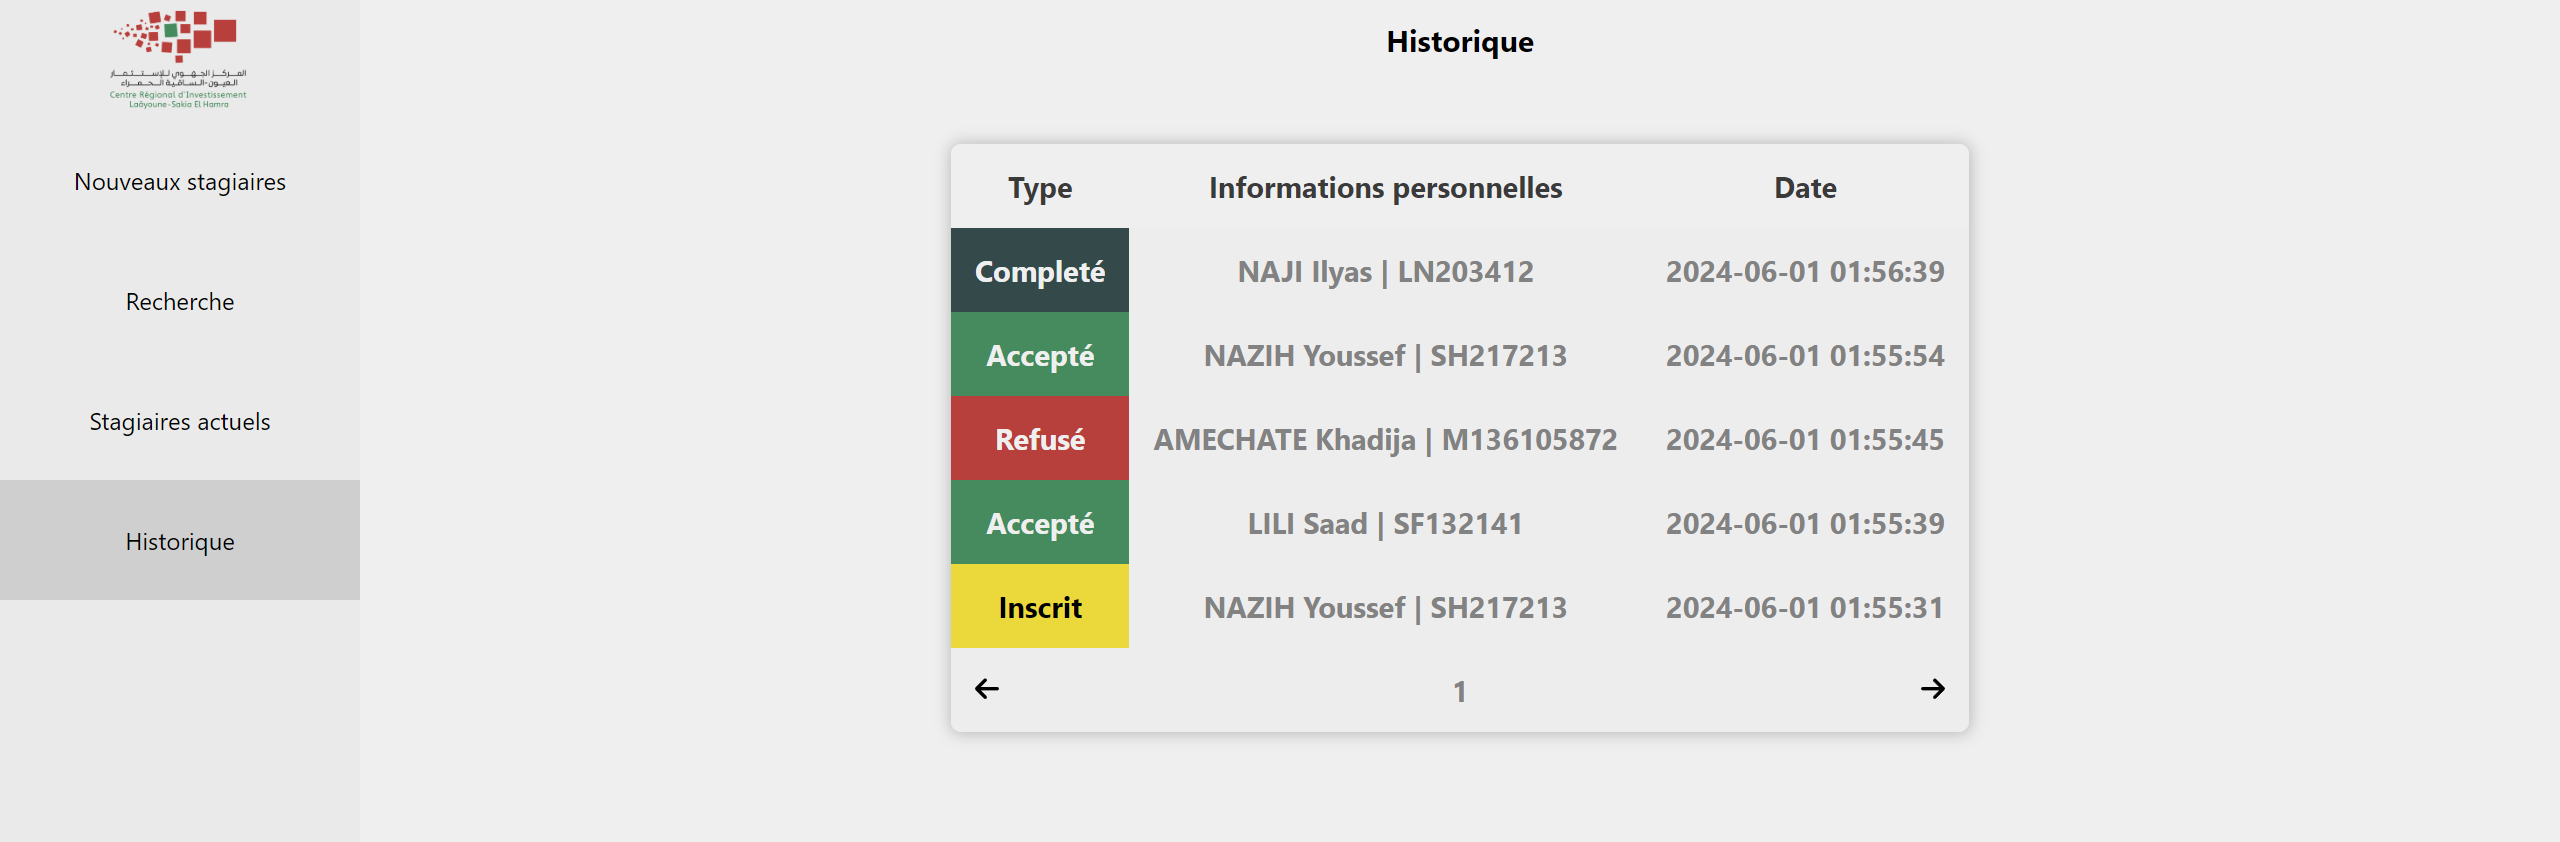 المركز الجهوي للإستثمار
العيون-الساقية الحمراء
Centre Régional d'Investissement
Laâyoune-Sakia El Hamra
Nouveaux stagiaires
Recherche
Stagiaires actuels
Historique
Historique
Type Informations personnelles Date
Completé NAJI Ilyas | LN203412 2024-06-01 01:56:39
Accepté NAZIH Youssef | SH217213 2024-06-01 01:55:54
Refusé AMECHATE Khadija | M136105872 2024-06-01 01:55:45
Accepté LILI Saad | SF132141 2024-06-01 01:55:39
Inscrit NAZIH Youssef | SH217213 2024-06-01 01:55:31
← 1 →